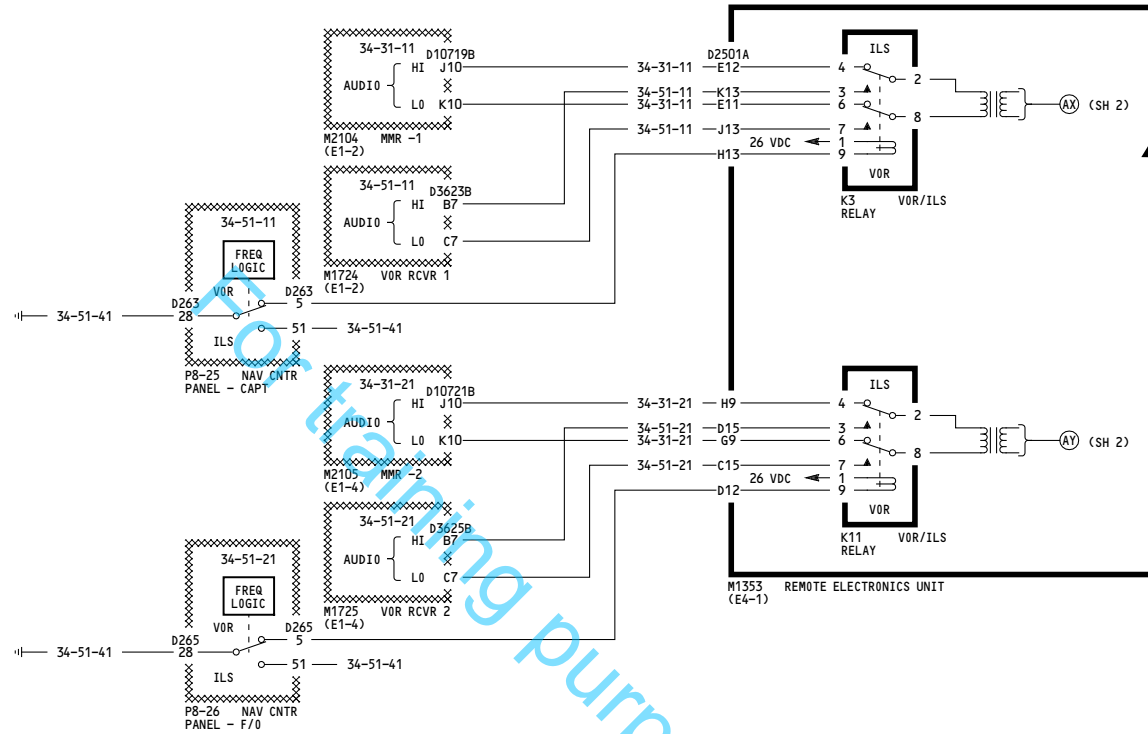 34-31-11
D10719B
HI J10
AUDIO
LO K10
M2104 MMR -1
(E1-2)
34-51-11
D3623B
HI B7
AUDIO
LO C7
M1724 VOR RCVR 1
(E1-2)
34-51-11
FREQ
LOGIC
VOR
D263
28
D263
5
51 34-51-41
34-51-41
ILS
P8-25 NAV CNTR
PANEL - CAPT
34-31-11 E12
34-51-11 K13
34-31-11 E11
34-51-11 J13
H13
D2501A
ILS
4
2
3
6
8
7
26 VDC 1
9
VOR
K3 VOR/ILS
RELAY
AX (SH 2)
34-31-21
D10721B
HI J10
AUDIO
LO K10
M2105 MMR -2
(E1-4)
34-51-21
D3625B
HI B7
AUDIO
LO C7
M1725 VOR RCVR 2
(E1-4)
34-51-21
FREQ
LOGIC
VOR
D265
28
D265
5
51 34-51-41
34-51-41
ILS
P8-26 NAV CNTR
PANEL - F/O
34-31-21 H9
34-51-21 D15
34-31-21 G9
34-51-21 C15
D12
ILS
4
2
3
6
8
7
26 VDC 1
9
VOR
K11 VOR/ILS
RELAY
AY (SH 2)
M1353 REMOTE ELECTRONICS UNIT
(E4-1)
For training purp